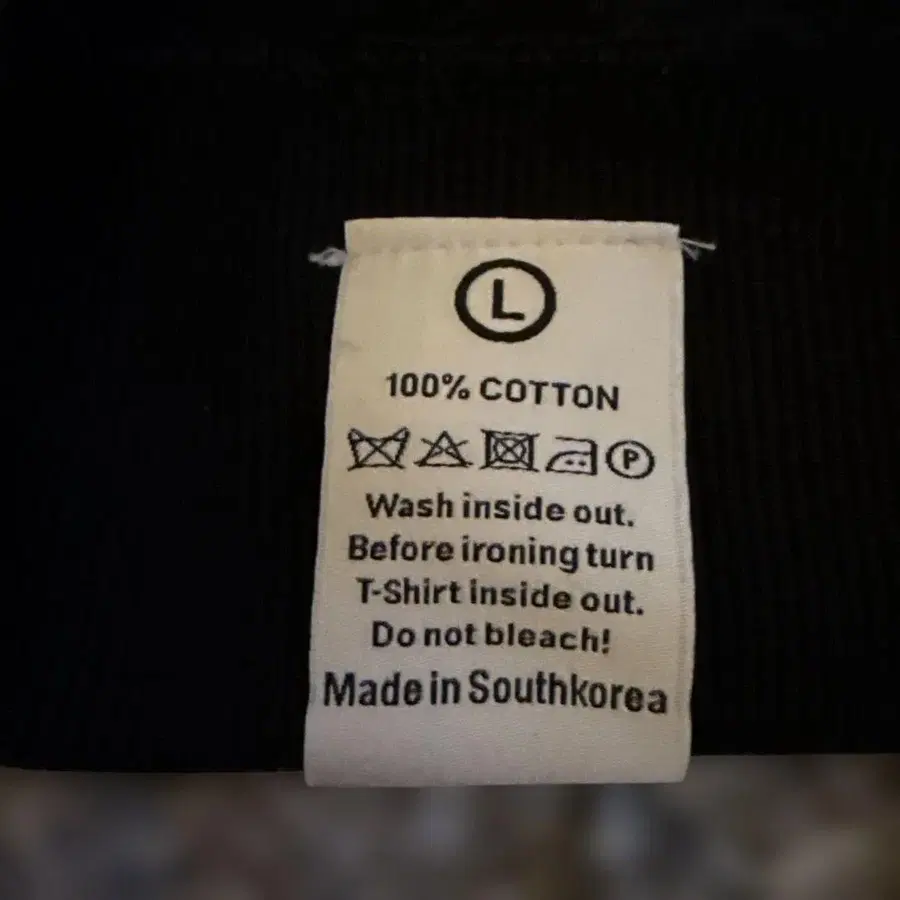 L
100% COTTON
P
Wash inside out.
Before ironing turn
T-Shirt inside out.
Do not bleach!
Made in Southkorea